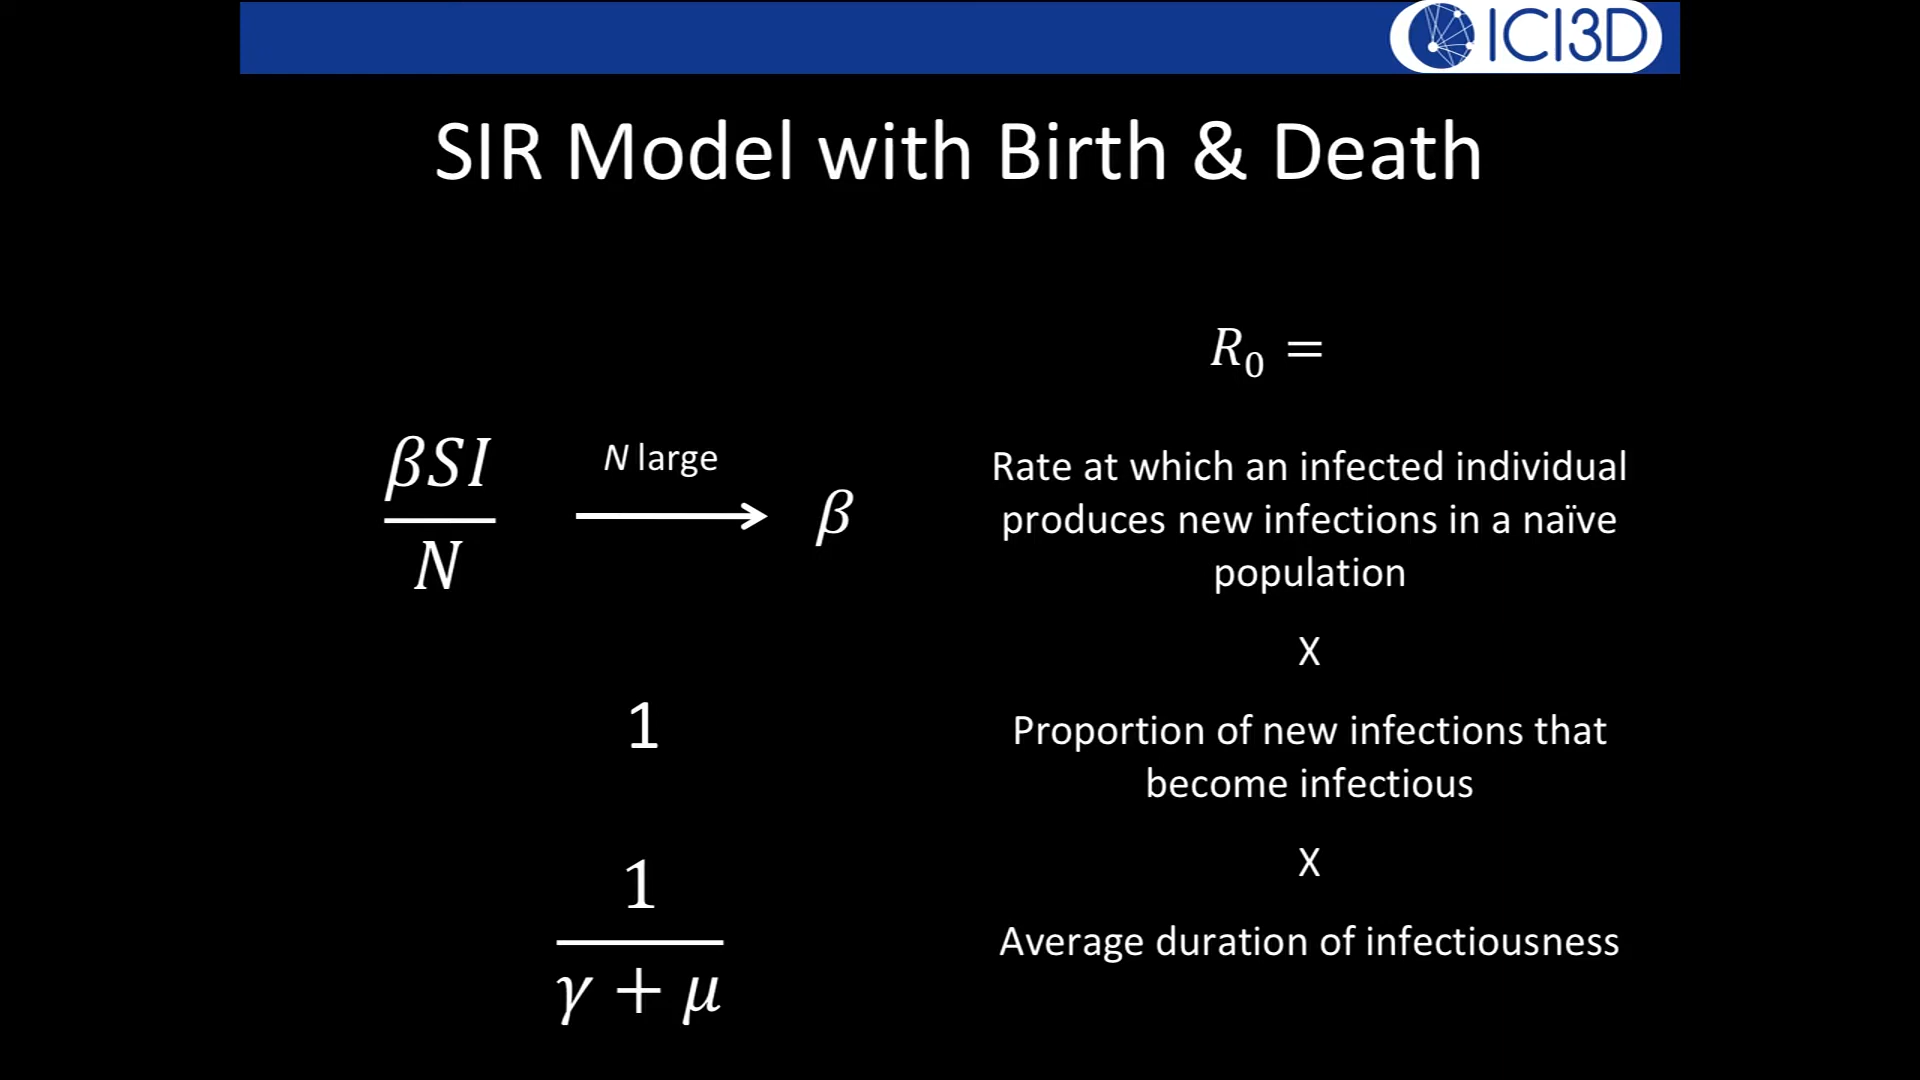 ICI3D
SIR Model with Birth & Death
R₀ =
βSI
N
N large
β
Rate at which an infected individual
produces new infections in a naïve
population
X
1
Proportion of new infections that
become infectious
X
1
γ + μ
Average duration of infectiousness